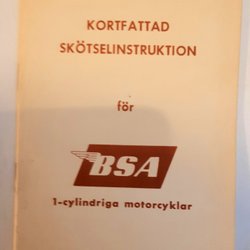 KORTFATTAD
SKÖTSELINSTRUKTION
för
BSA
1-cylindriga motorcyklar